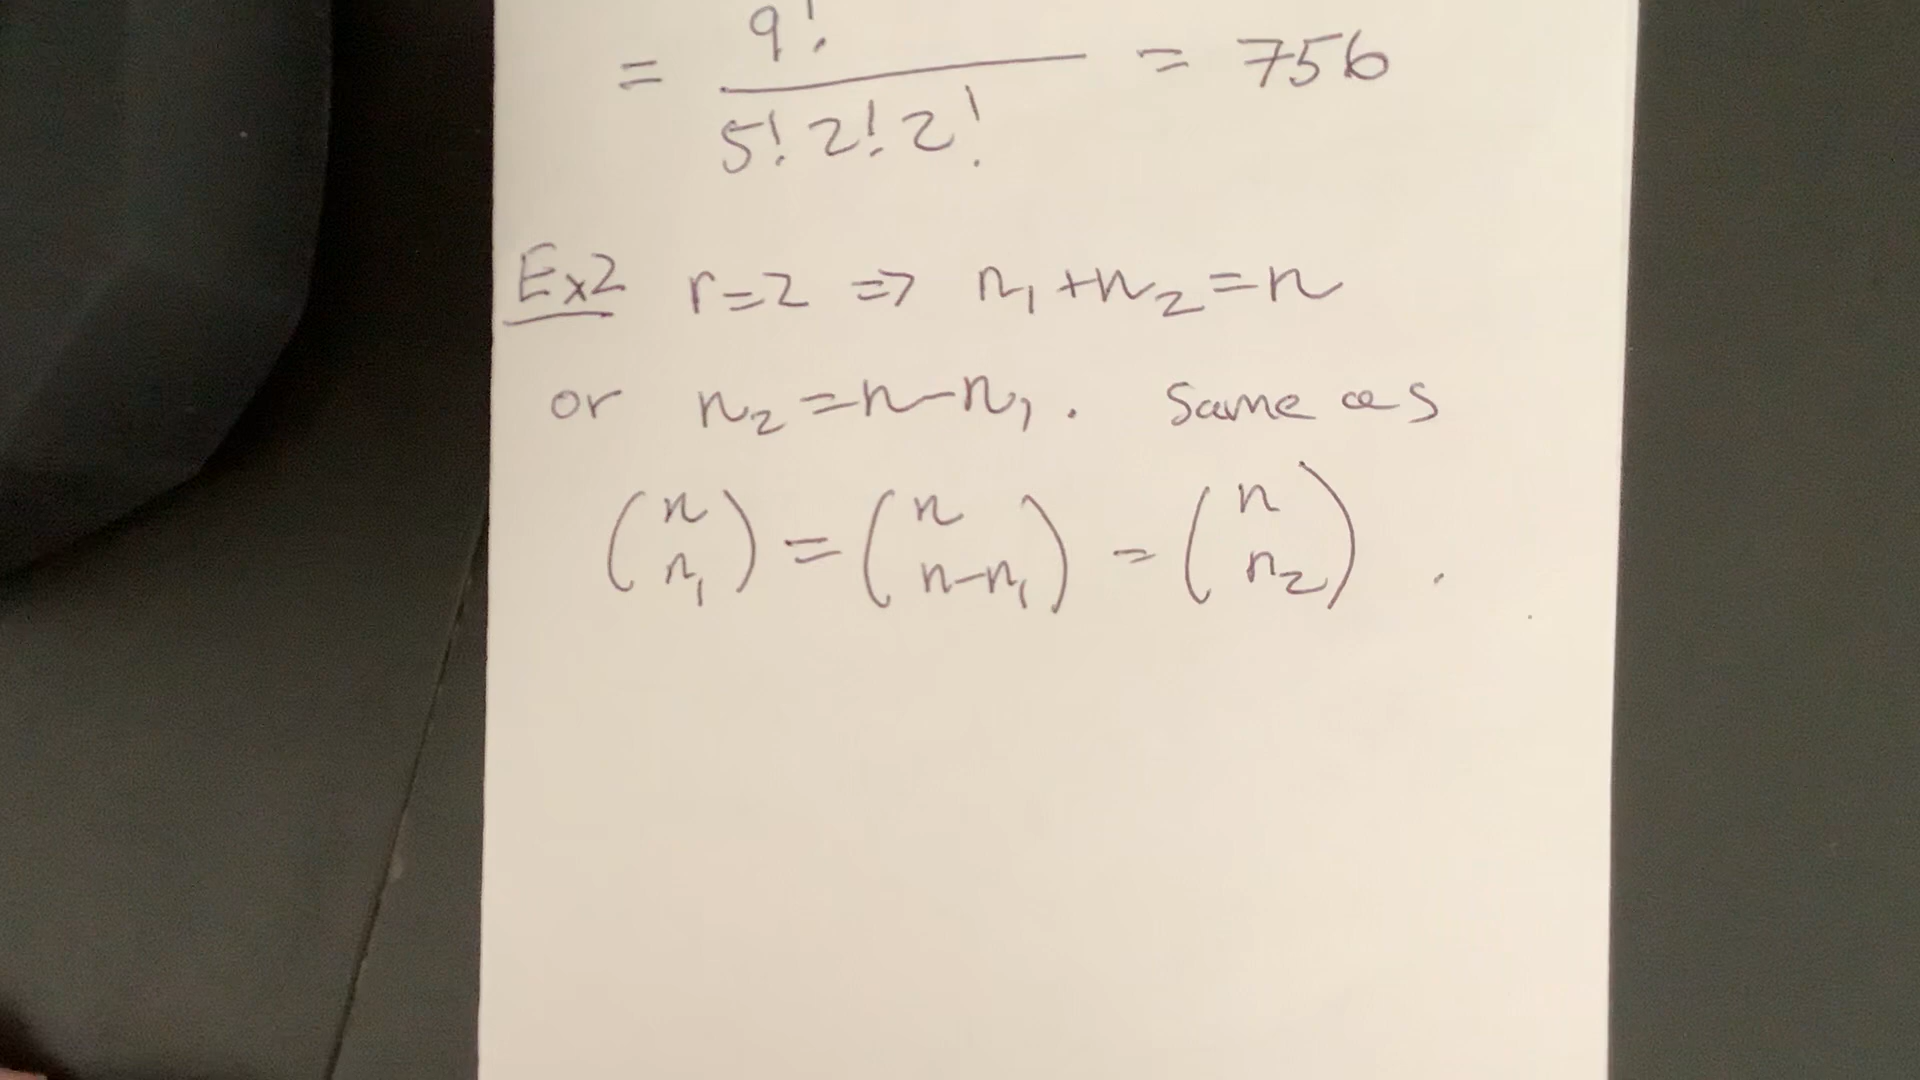 = 9! / 5! 2! 2! = 756
Ex2 r=2 => n₁+n₂=n
or n₂=n-n₁. Same as
(n n₁) = (n n-n₁) = (n n₂).